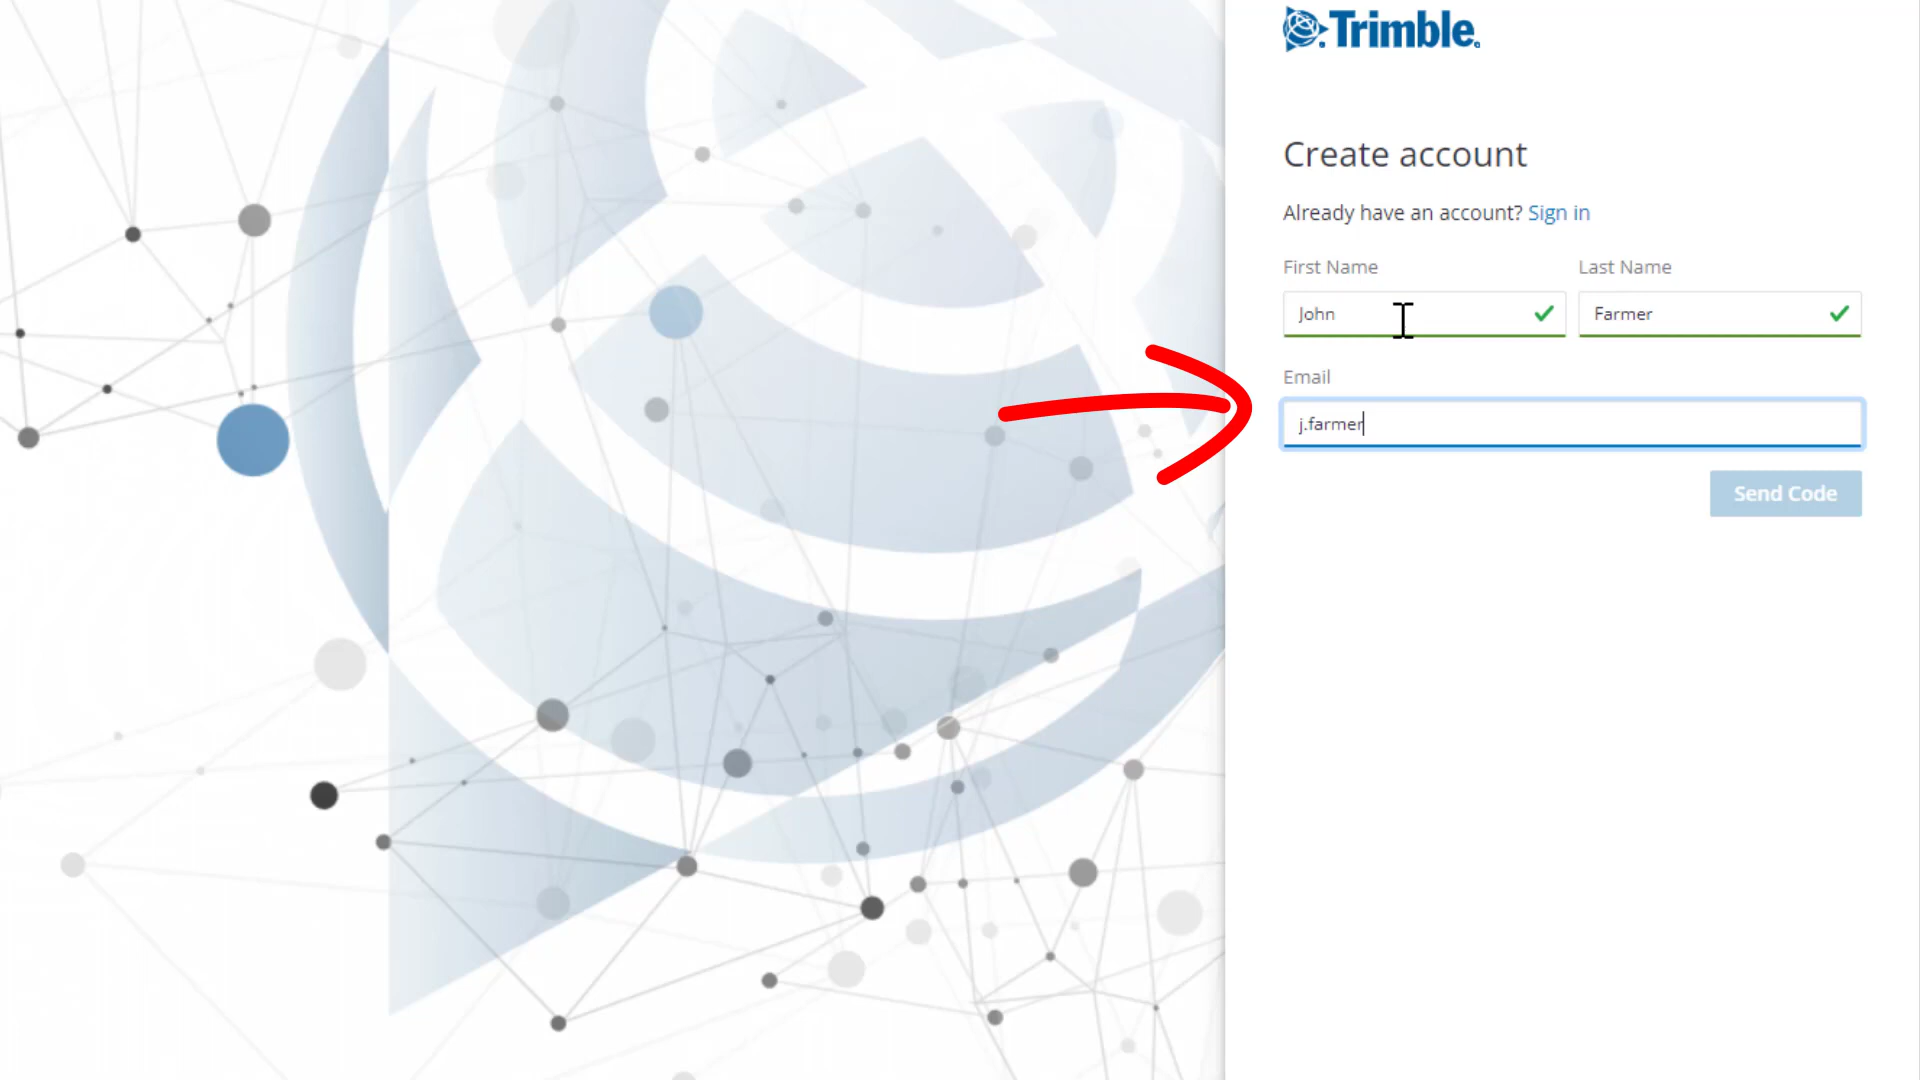 Trimble.
Create account
Already have an account? Sign in
First Name Last Name
John Farmer
Email
j.farmer
Send Code